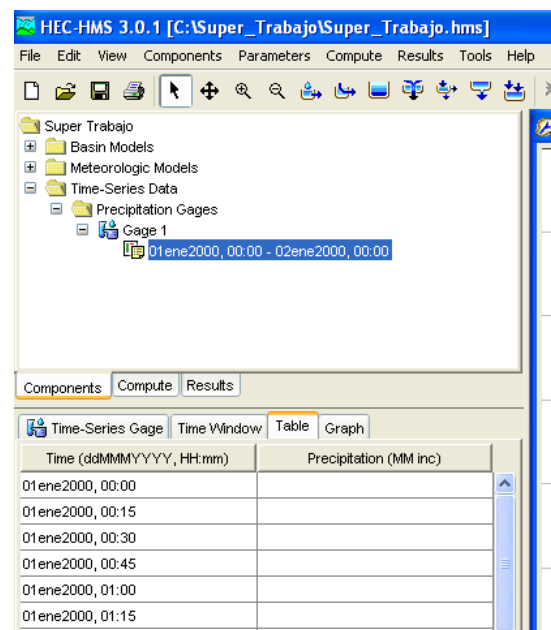 HEC-HMS 3.0.1 [C:\Super_Trabajo\Super_Trabajo.hms]
File Edit View Components Parameters Compute Results Tools Help
Super Trabajo
Basin Models
Meteorologic Models
Time-Series Data
Precipitation Gages
Gage 1
01ene2000, 00:00 - 02ene2000, 00:00
Components Compute Results
Time-Series Gage Time Window Table Graph
Time (ddMMMYYYY, HH:mm) Precipitation (MM inc)
01ene2000, 00:00
01ene2000, 00:15
01ene2000, 00:30
01ene2000, 00:45
01ene2000, 01:00
01ene2000, 01:15